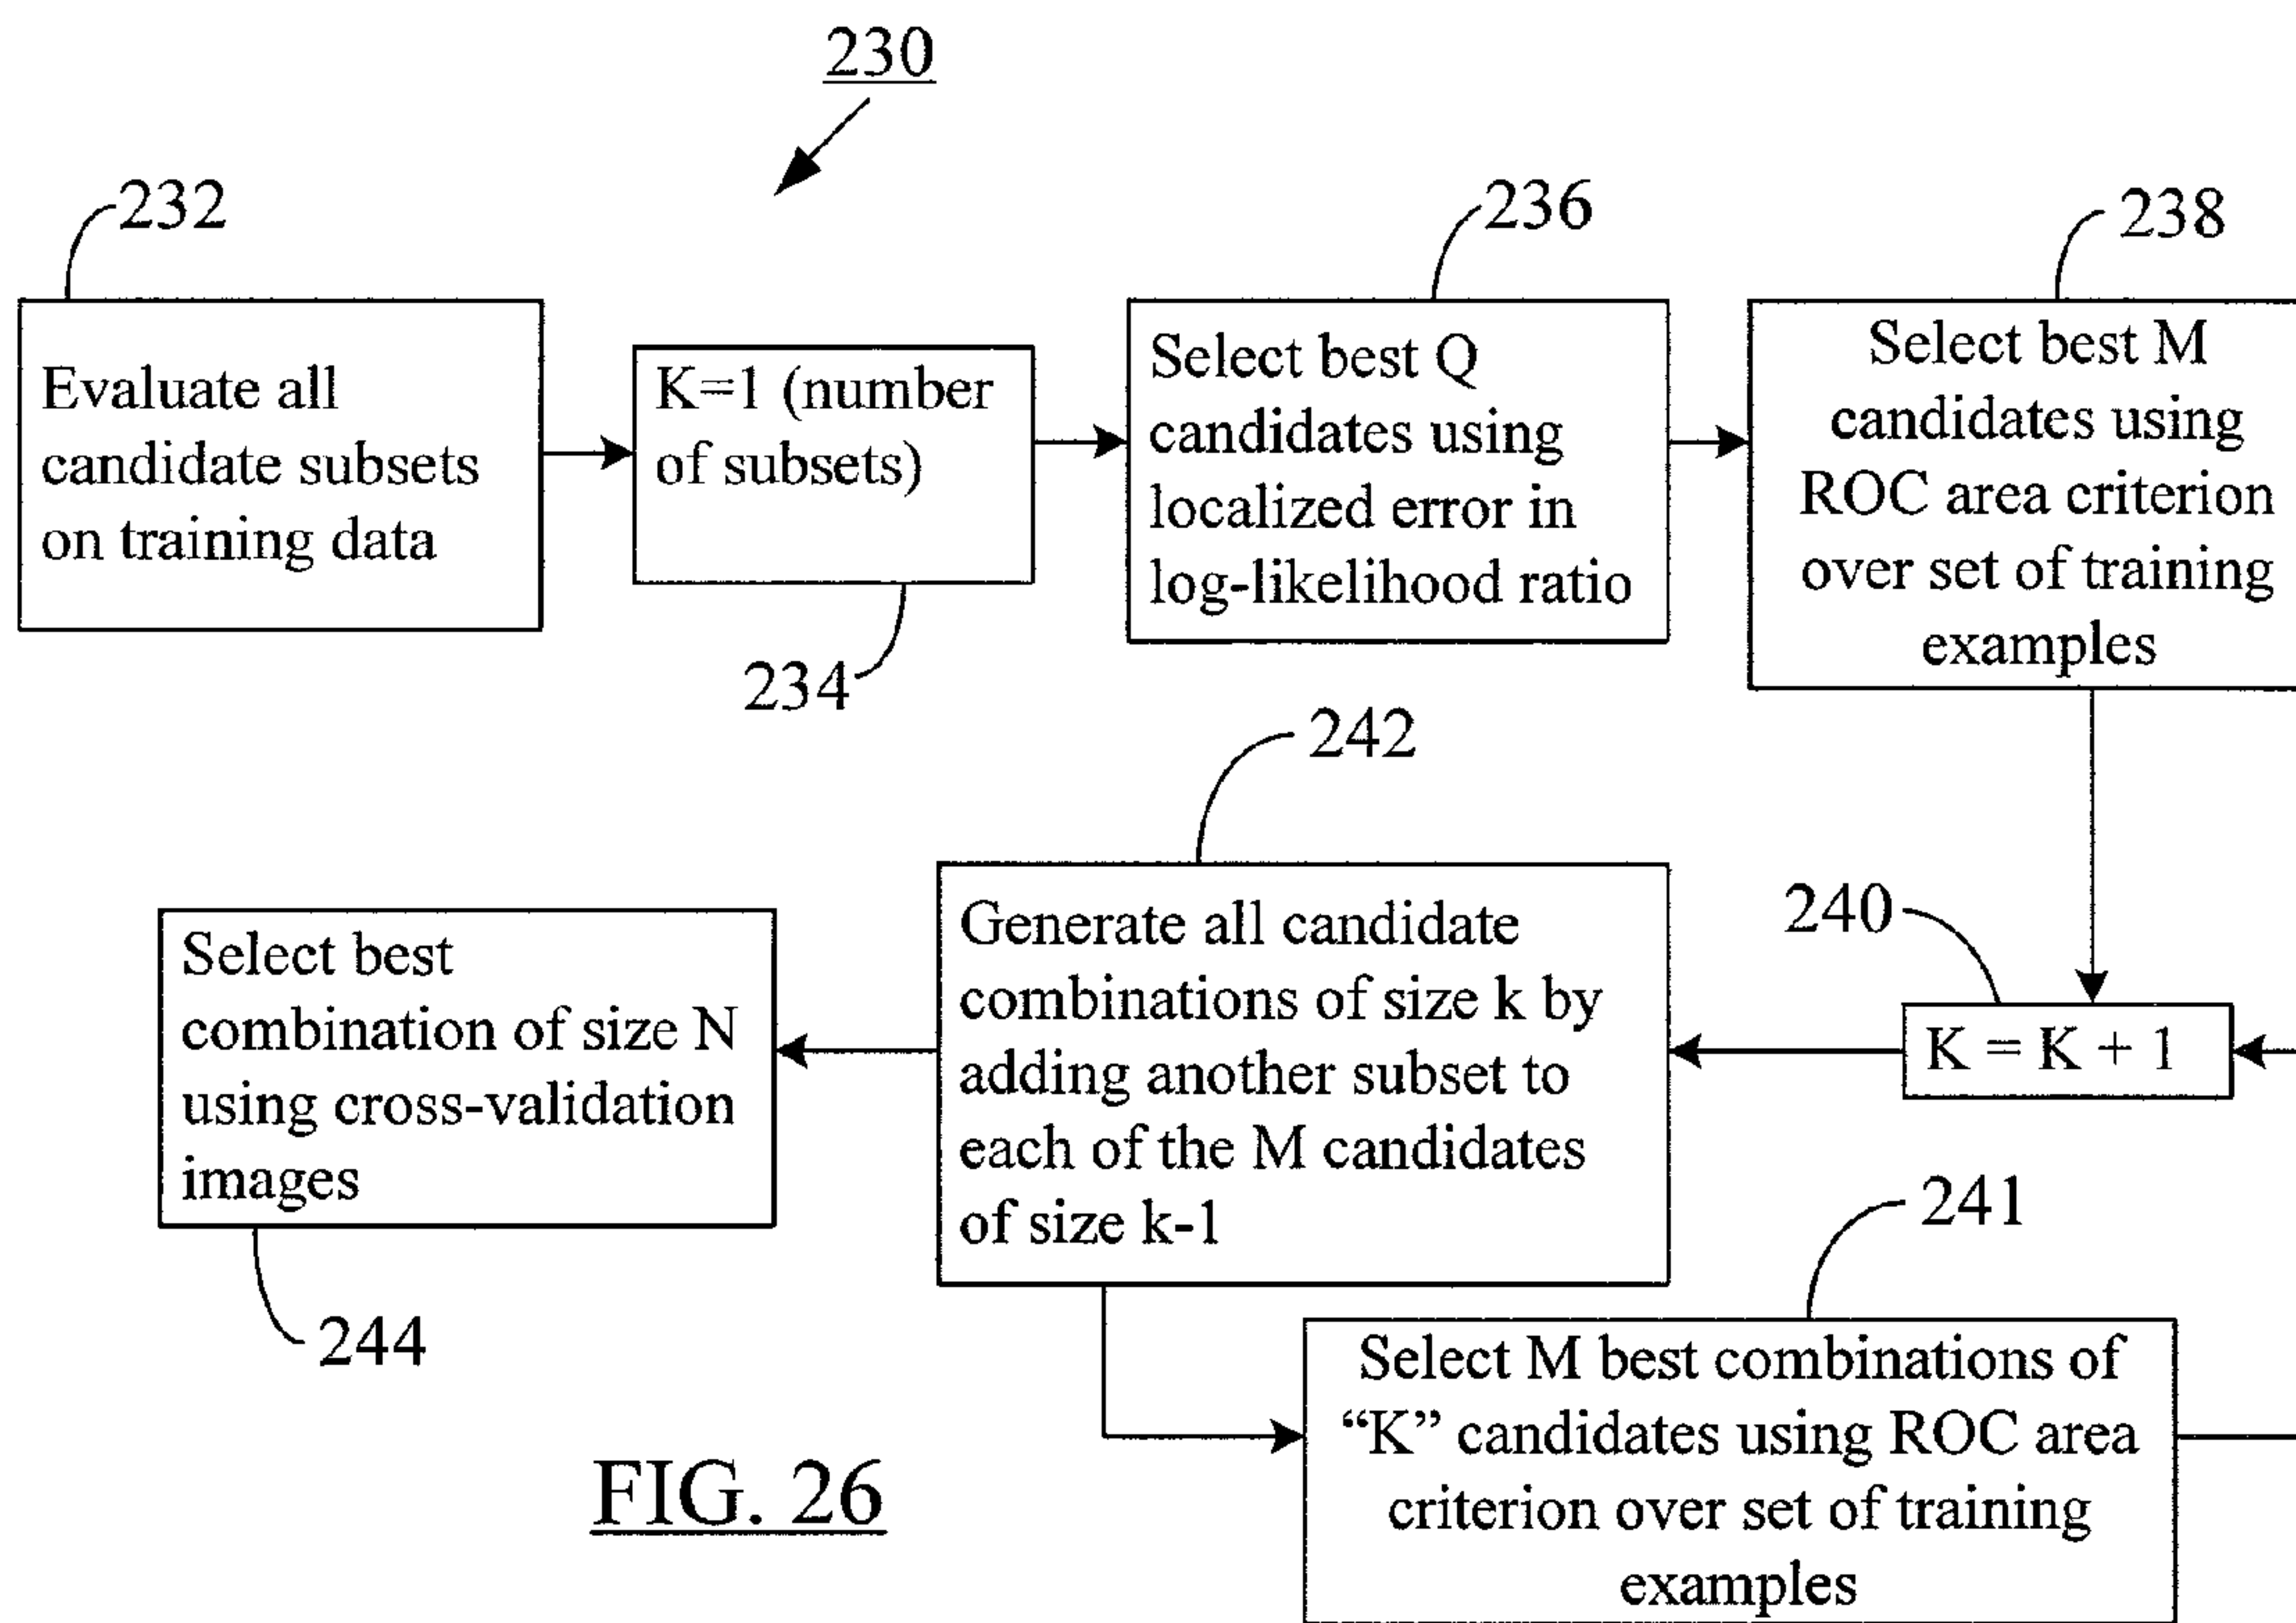 230
232
236
238
Evaluate all
candidate subsets
on training data
K=1 (number
of subsets)
234
Select best Q
candidates using
localized error in
log-likelihood ratio
Select best M
candidates using
ROC area criterion
over set of training
examples
242
240
K = K + 1
Generate all candidate
combinations of size k by
adding another subset to
each of the M candidates
of size k-1
Select best
combination of size N
using cross-validation
images
244
241
Select M best combinations of
“K” candidates using ROC area
criterion over set of training
examples
FIG. 26